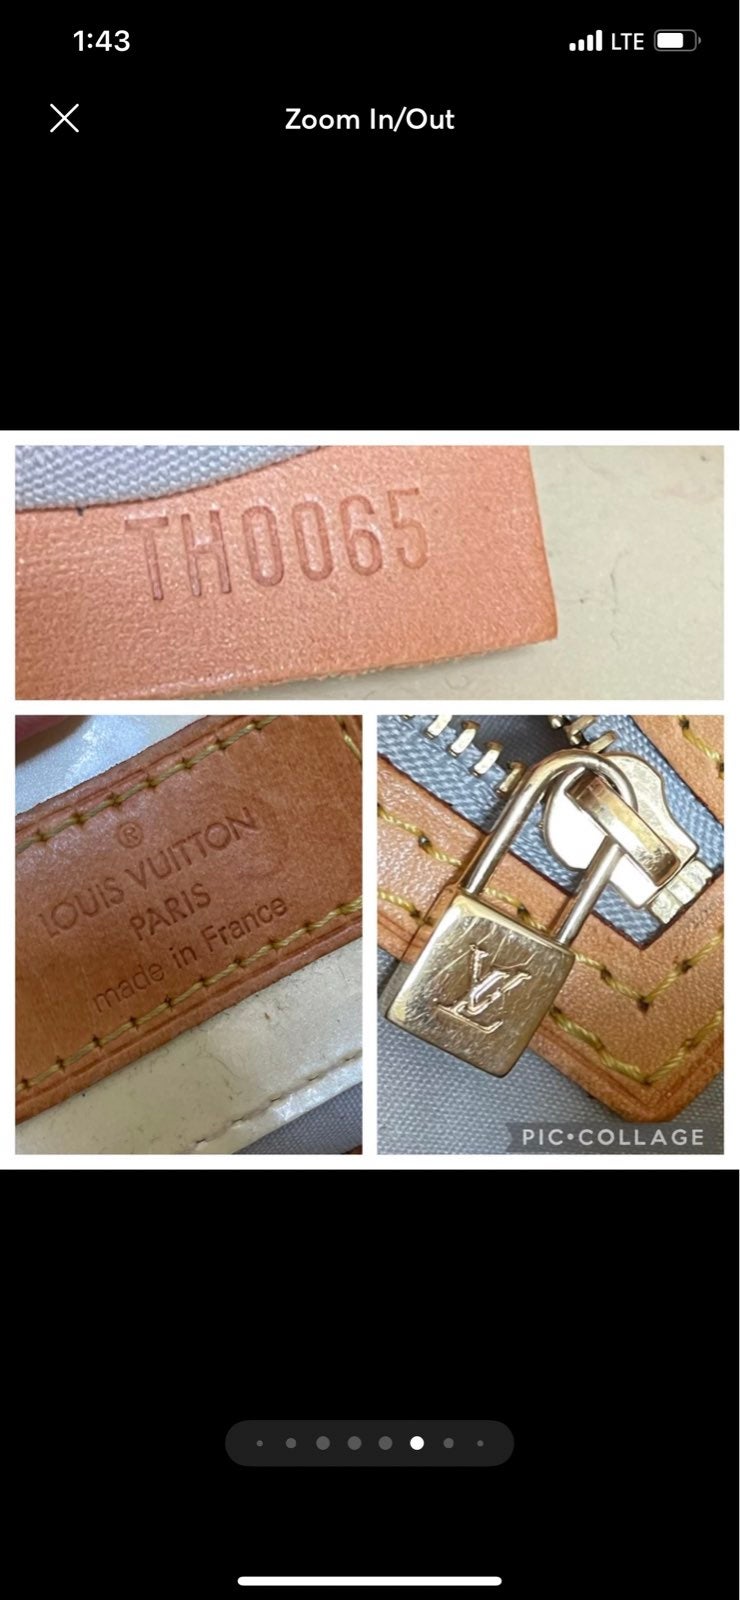 1:43
LTE
Zoom In/Out
TH0065
®
LOUIS VUITTON
PARIS
made in France
LV
PIC•COLLAGE